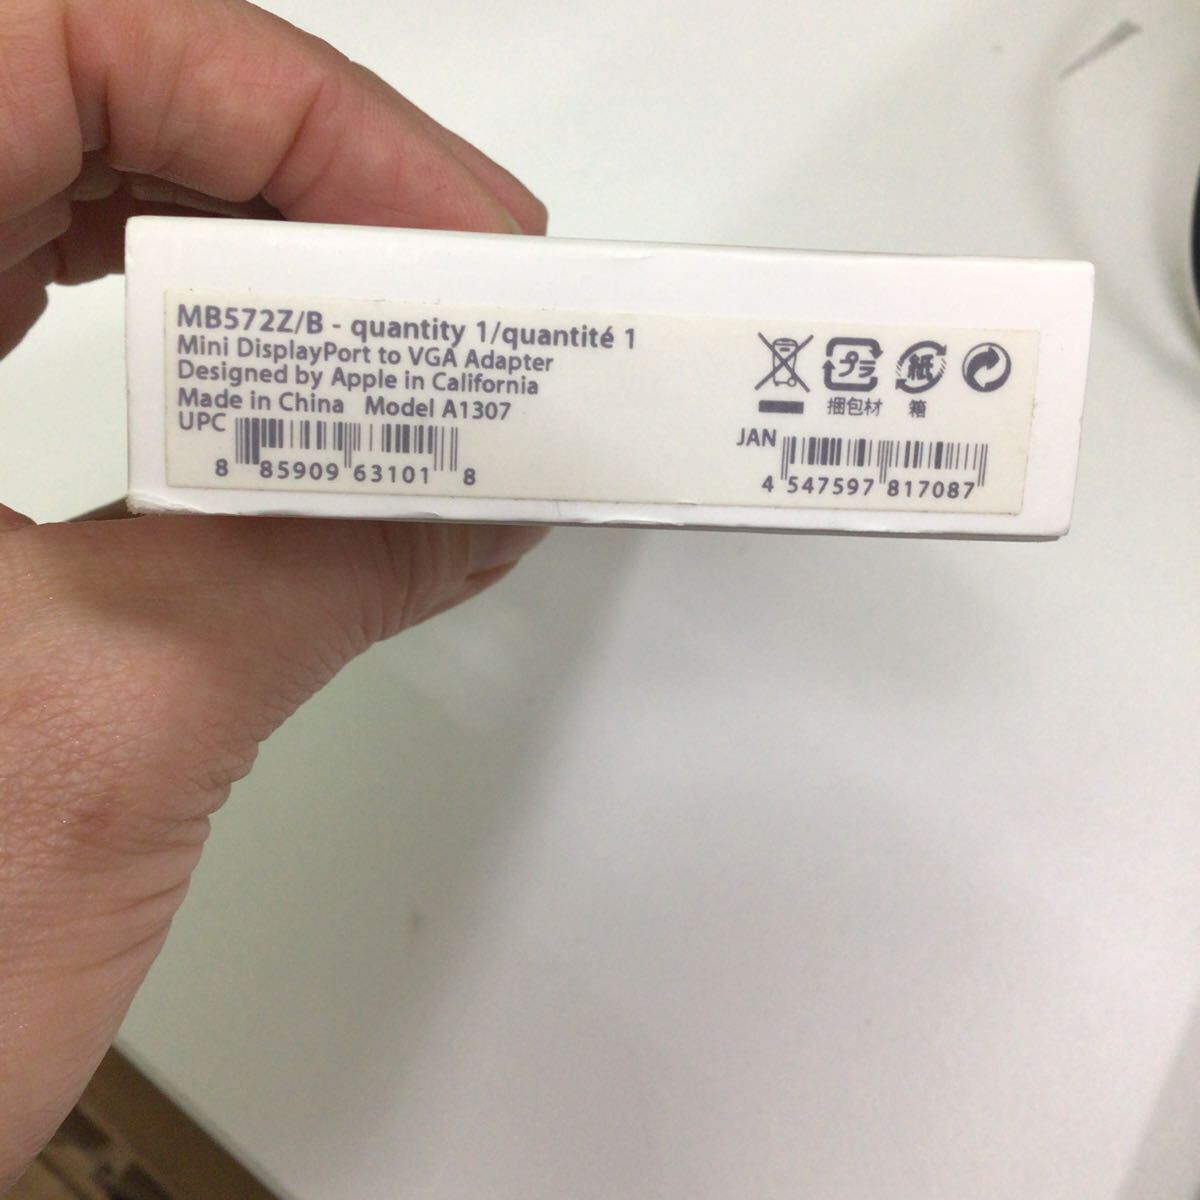 MB572Z/B - quantity 1/quantité 1
Mini DisplayPort to VGA Adapter
Designed by Apple in California
Made in China Model A1307
UPC
8 85909 63101 8
プラ 紙
捆包材 箱
JAN
4 547597 817087